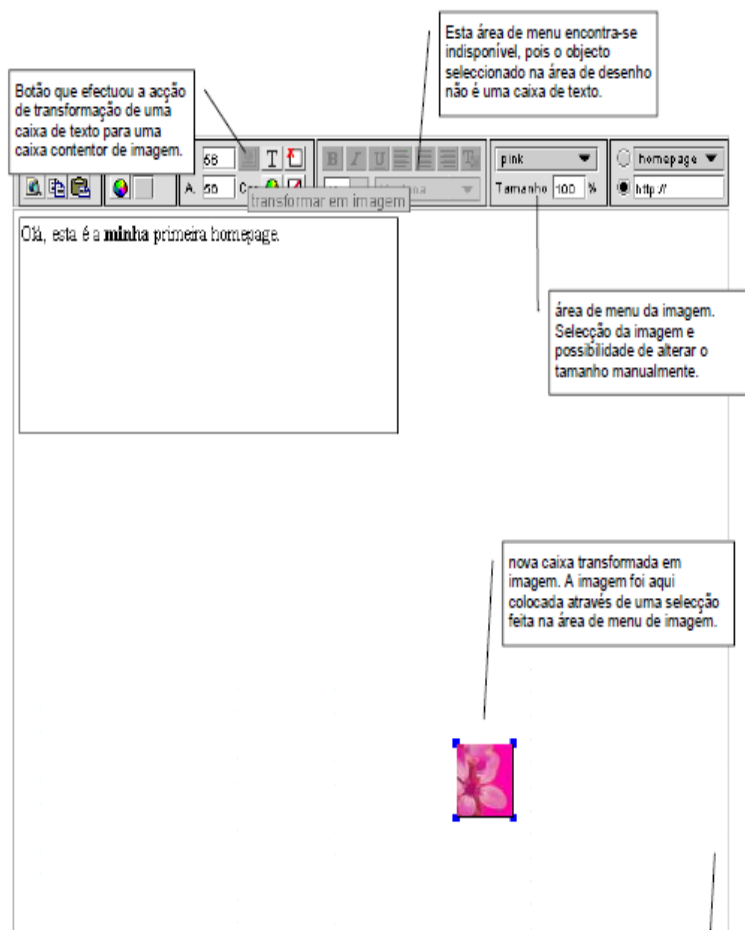 Esta área de menu encontra-se
indisponível, pois o objecto
seleccionado na área de desenho
não é uma caixa de texto.
Botão que efectuou a acção
de transformação de uma
caixa de texto para uma
caixa contentor de imagem.
T
B I U
pink
homepage
A. 50
Tamanho 100 %
http://
transformar em imagem
Olá, esta é a minha primeira homepage.
área de menu da imagem.
Selecção da imagem e
possibilidade de alterar o
tamanho manualmente.
nova caixa transformada em
imagem. A imagem foi aqui
colocada através de uma selecção
feita na área de menu de imagem.